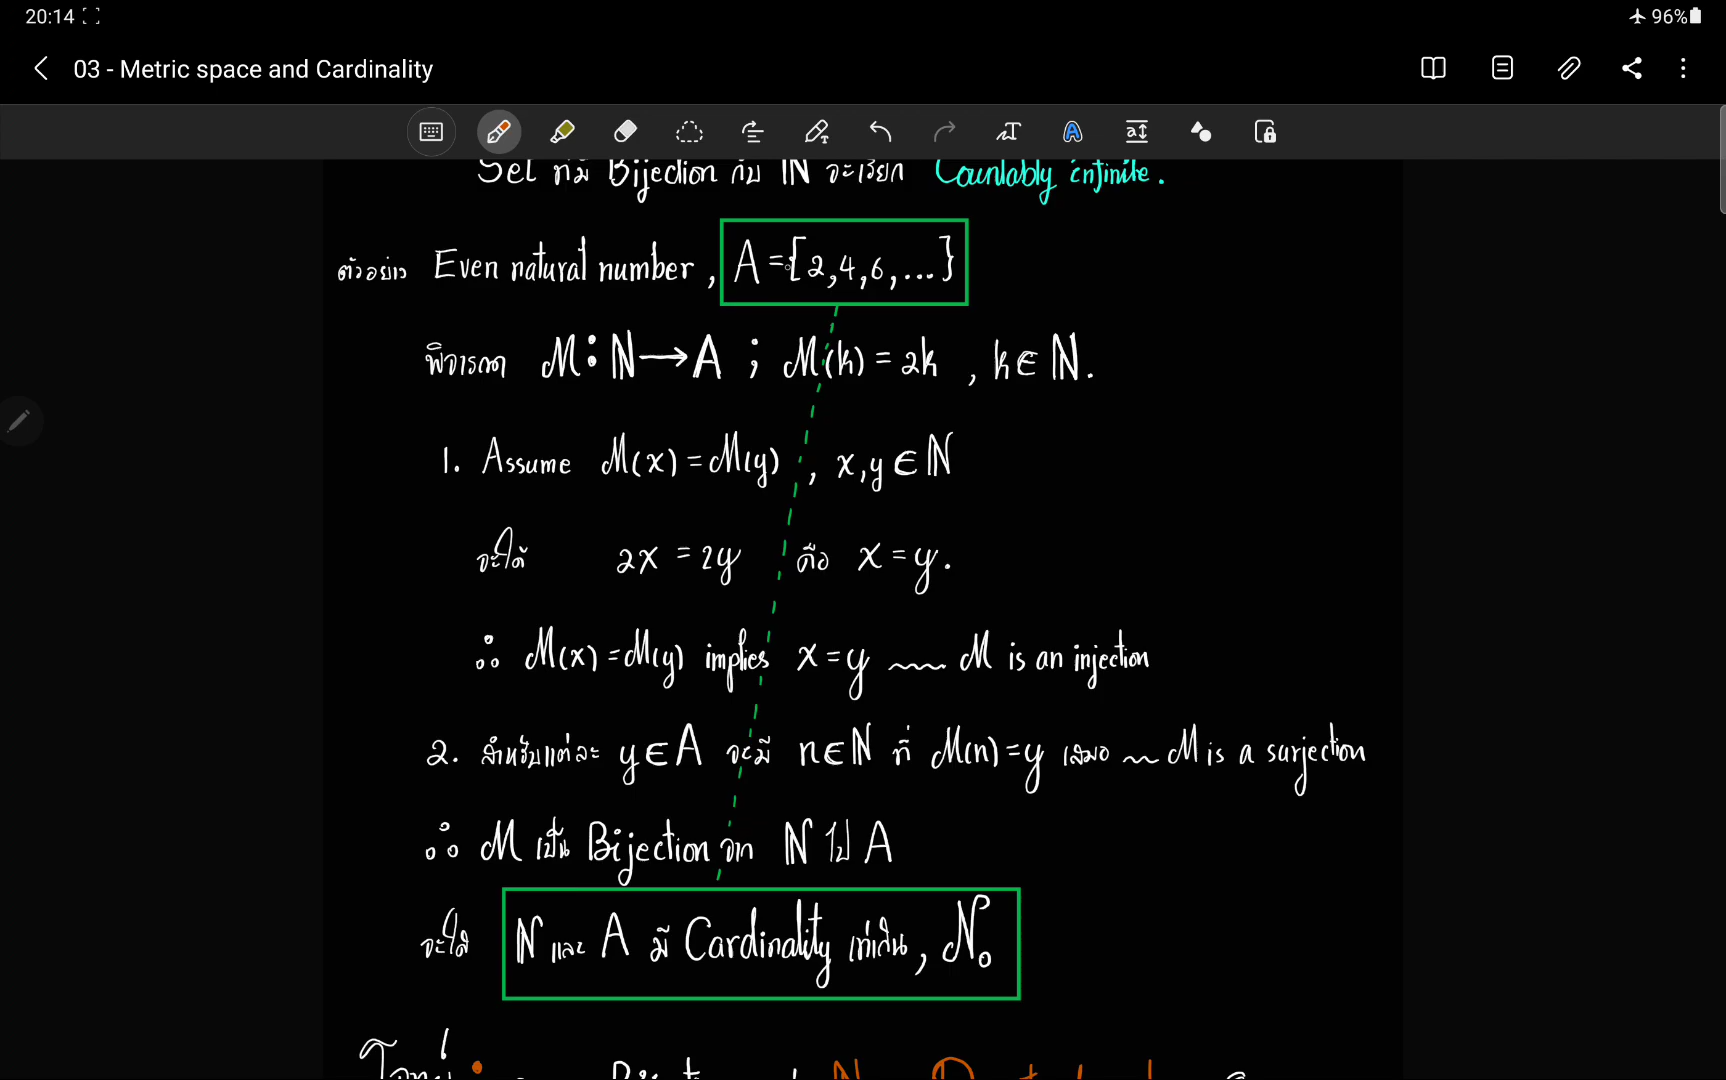 20:14
96%
03 - Metric space and Cardinality
Set ที่มี Bijection กับ ℕ จะเรียก Countably infinite.
ตัวอย่าง Even natural number, A={2,4,6,...}
พิจารณา M:ℕ→A ; M(k) = 2k , k∈ℕ.
1. Assume M(x)=M(y) , x,y∈ℕ
จะได้ 2x = 2y คือ x=y.
∴ M(x)=M(y) implies x=y ~~~ M is an injection
2. สำหรับแต่ละ y∈A จะมี n∈ℕ ที่ M(n)=y เสมอ ~ M is a surjection
∴ M เป็น Bijection จาก ℕ ไป A
จะได้ ℕ และ A มี Cardinality เท่ากัน, ℵ₀